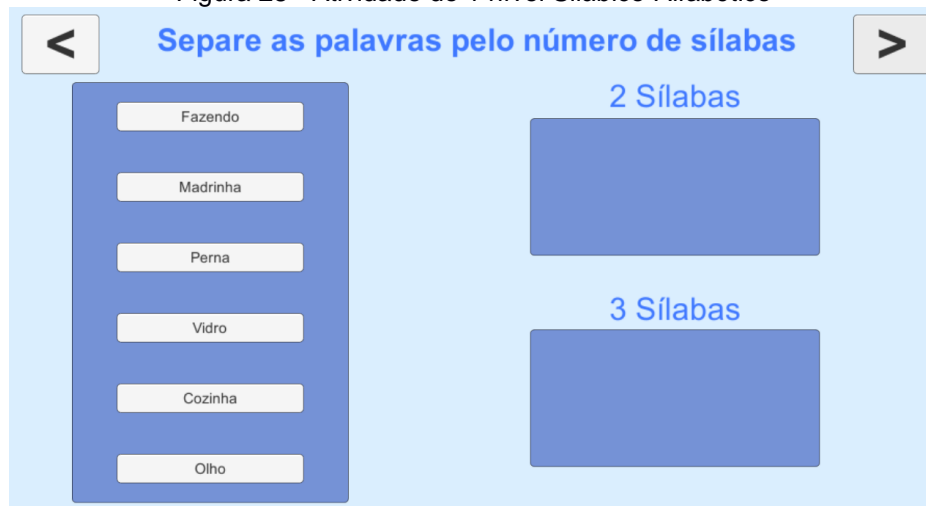 <
Separe as palavras pelo número de sílabas
>
Fazendo
Madrinha
Perna
Vidro
Cozinha
Olho
2 Sílabas
3 Sílabas